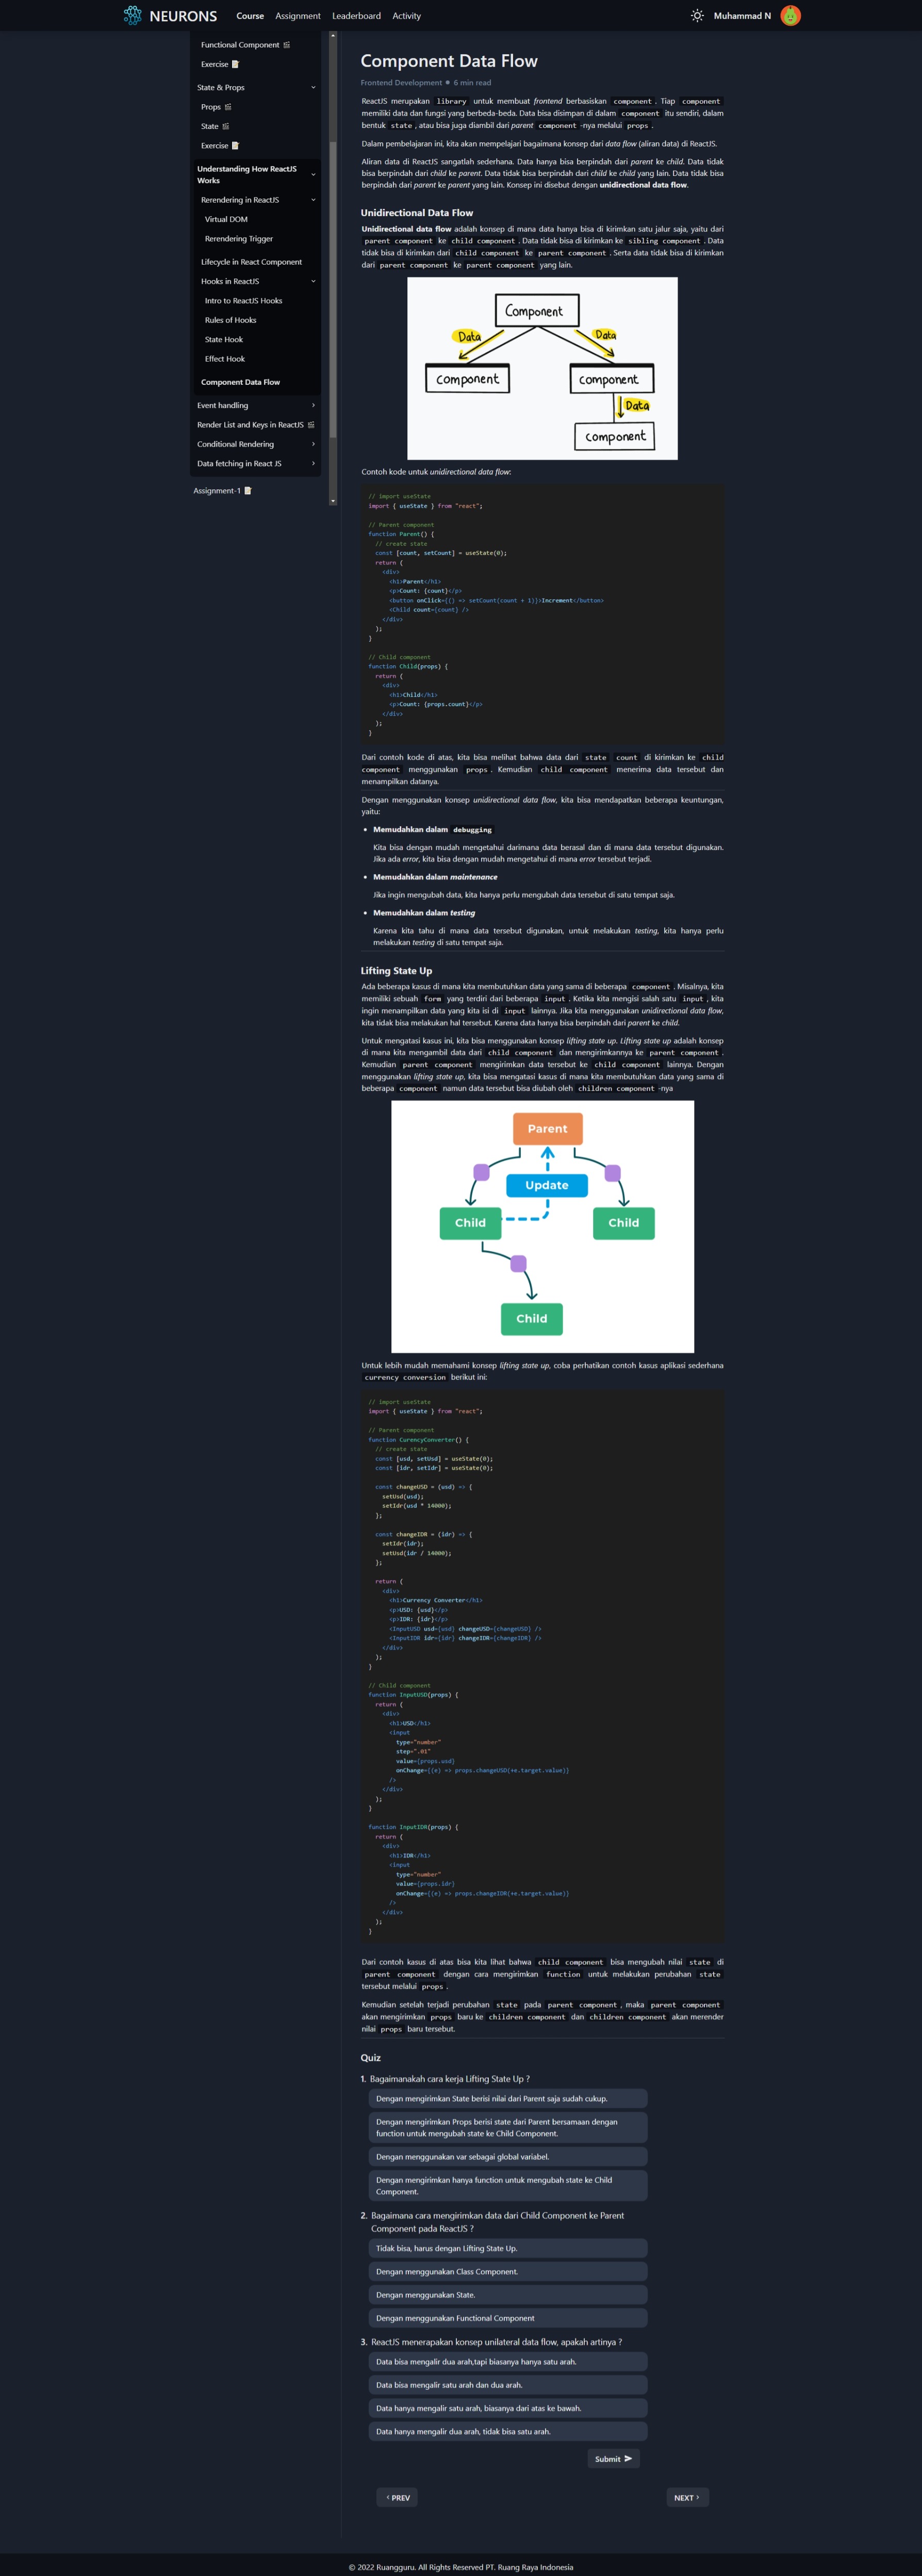 NEURONS
Course
Assignment
Leaderboard
Activity
Muhammad N
Functional Component
Exercise
State & Props
Props
State
Exercise
Understanding How ReactJS
Works
Rerendering in ReactJS
Virtual DOM
Rerendering Trigger
Lifecycle in React Component
Hooks in ReactJS
Intro to ReactJS Hooks
Rules of Hooks
State Hook
Effect Hook
Component Data Flow
Event handling
Render List and Keys in ReactJS
Conditional Rendering
Data fetching in React JS
Assignment-1
Component Data Flow
Frontend Development • 6 min read
ReactJS merupakan library untuk membuat frontend berbasiskan component. Tiap component
memiliki data dan fungsi yang berbeda-beda. Data bisa disimpan di dalam component itu sendiri, dalam
bentuk state, atau bisa juga diambil dari parent component-nya melalui props.
Dalam pembelajaran ini, kita akan mempelajari bagaimana konsep dari data flow (aliran data) di ReactJS.
Aliran data di ReactJS sangatlah sederhana. Data hanya bisa berpindah dari parent ke child. Data tidak
bisa berpindah dari child ke parent. Data tidak bisa berpindah dari child ke child yang lain. Data tidak bisa
berpindah dari parent ke parent yang lain. Konsep ini disebut dengan unidirectional data flow.
Unidirectional Data Flow
Unidirectional data flow adalah konsep di mana data hanya bisa di kirimkan satu jalur saja, yaitu dari
parent component ke child component. Data tidak bisa di kirimkan ke sibling component. Data
tidak bisa di kirimkan dari child component ke parent component. Serta data tidak bisa di kirimkan
dari parent component ke parent component yang lain.
Component
Data
Data
Component
Component
Data
Component
Contoh kode untuk unidirectional data flow:
// import useState
import { useState } from "react";
// Parent component
function Parent() {
// create state
const [count, setCount] = useState(0);
return (
<div>
<h1>Parent</h1>
<p>Count: {count}</p>
<button onClick={() => setCount(count + 1)}>Increment</button>
<Child count={count} />
</div>
);
}
// Child component
function Child(props) {
return (
<div>
<h1>Child</h1>
<p>Count: {props.count}</p>
</div>
);
}
Dari contoh kode di atas, kita bisa melihat bahwa data dari state count di kirimkan ke child
component menggunakan props. Kemudian child component menerima data tersebut dan
menampilkan datanya.
Dengan menggunakan konsep unidirectional data flow, kita bisa mendapatkan beberapa keuntungan,
yaitu:
• Memudahkan dalam debugging
Kita bisa dengan mudah mengetahui darimana data berasal dan di mana data tersebut digunakan.
Jika ada error, kita bisa dengan mudah mengetahui di mana error tersebut terjadi.
• Memudahkan dalam maintenance
Jika ingin mengubah data, kita hanya perlu mengubah data tersebut di satu tempat saja.
• Memudahkan dalam testing
Karena kita tahu di mana data tersebut digunakan, untuk melakukan testing, kita hanya perlu
melakukan testing di satu tempat saja.
Lifting State Up
Ada beberapa kasus di mana kita membutuhkan data yang sama di beberapa component. Misalnya, kita
memiliki sebuah form yang terdiri dari beberapa input. Ketika kita mengisi salah satu input, kita
ingin menampilkan data yang kita isi di input lainnya. Jika kita menggunakan unidirectional data flow,
kita tidak bisa melakukan hal tersebut. Karena data hanya bisa berpindah dari parent ke child.
Untuk mengatasi kasus ini, kita bisa menggunakan konsep lifting state up. Lifting state up adalah konsep
di mana kita mengambil data dari child component dan mengirimkannya ke parent component.
Kemudian parent component mengirimkan data tersebut ke child component lainnya. Dengan
menggunakan lifting state up, kita bisa mengatasi kasus di mana kita membutuhkan data yang sama di
beberapa component namun data tersebut bisa diubah oleh children component-nya
Parent
Update
Child
Child
Child
Untuk lebih mudah memahami konsep lifting state up, coba perhatikan contoh kasus aplikasi sederhana
currency conversion berikut ini:
// import useState
import { useState } from "react";
// Parent component
function CurencyConverter() {
// create state
const [usd, setUsd] = useState(0);
const [idr, setIdr] = useState(0);
const changeUSD = (usd) => {
setUsd(usd);
setIdr(usd * 14000);
};
const changeIDR = (idr) => {
setIdr(idr);
setUsd(idr / 14000);
};
return (
<div>
<h1>Currency Converter</h1>
<p>USD: {usd}</p>
<p>IDR: {idr}</p>
<InputUSD usd={usd} changeUSD={changeUSD} />
<InputIDR idr={idr} changeIDR={changeIDR} />
</div>
);
}
// Child component
function InputUSD(props) {
return (
<div>
<h1>USD</h1>
<input
type="number"
step=".01"
value={props.usd}
onChange={(e) => props.changeUSD(+e.target.value)}
/>
</div>
);
}
function InputIDR(props) {
return (
<div>
<h1>IDR</h1>
<input
type="number"
value={props.idr}
onChange={(e) => props.changeIDR(+e.target.value)}
/>
</div>
);
}
Dari contoh kasus di atas bisa kita lihat bahwa child component bisa mengubah nilai state di
parent component dengan cara mengirimkan function untuk melakukan perubahan state
tersebut melalui props.
Kemudian setelah terjadi perubahan state pada parent component, maka parent component
akan mengirimkan props baru ke children component dan children component akan merender
nilai props baru tersebut.
Quiz
1. Bagaimanakah cara kerja Lifting State Up ?
Dengan mengirimkan State berisi nilai dari Parent saja sudah cukup.
Dengan mengirimkan Props berisi state dari Parent bersamaan dengan
function untuk mengubah state ke Child Component.
Dengan menggunakan var sebagai global variabel.
Dengan mengirimkan hanya function untuk mengubah state ke Child
Component.
2. Bagaimana cara mengirimkan data dari Child Component ke Parent
Component pada ReactJS ?
Tidak bisa, harus dengan Lifting State Up.
Dengan menggunakan Class Component.
Dengan menggunakan State.
Dengan menggunakan Functional Component
3. ReactJS menerapakan konsep unilateral data flow, apakah artinya ?
Data bisa mengalir dua arah,tapi biasanya hanya satu arah.
Data bisa mengalir satu arah dan dua arah.
Data hanya mengalir satu arah, biasanya dari atas ke bawah.
Data hanya mengalir dua arah, tidak bisa satu arah.
Submit
PREV
NEXT
© 2022 Ruangguru. All Rights Reserved PT. Ruang Raya Indonesia